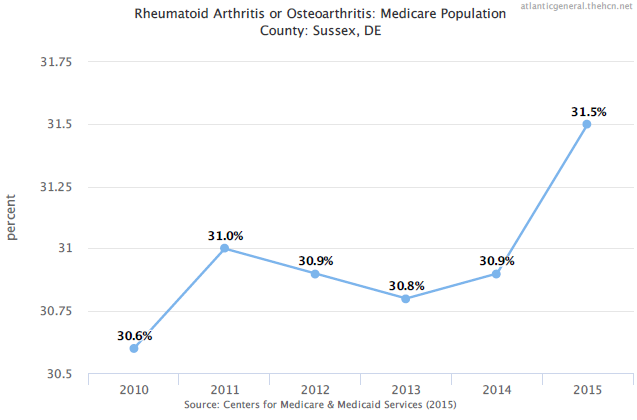 Rheumatoid Arthritis or Osteoarthritis: Medicare Population
County: Sussex, DE
atlanticgeneral.thehcn.net
percent
31.75
31.5
31.25
31
30.75
30.5
30.6%
31.0%
30.9%
30.8%
30.9%
31.5%
2010 2011 2012 2013 2014 2015
Source: Centers for Medicare & Medicaid Services (2015)